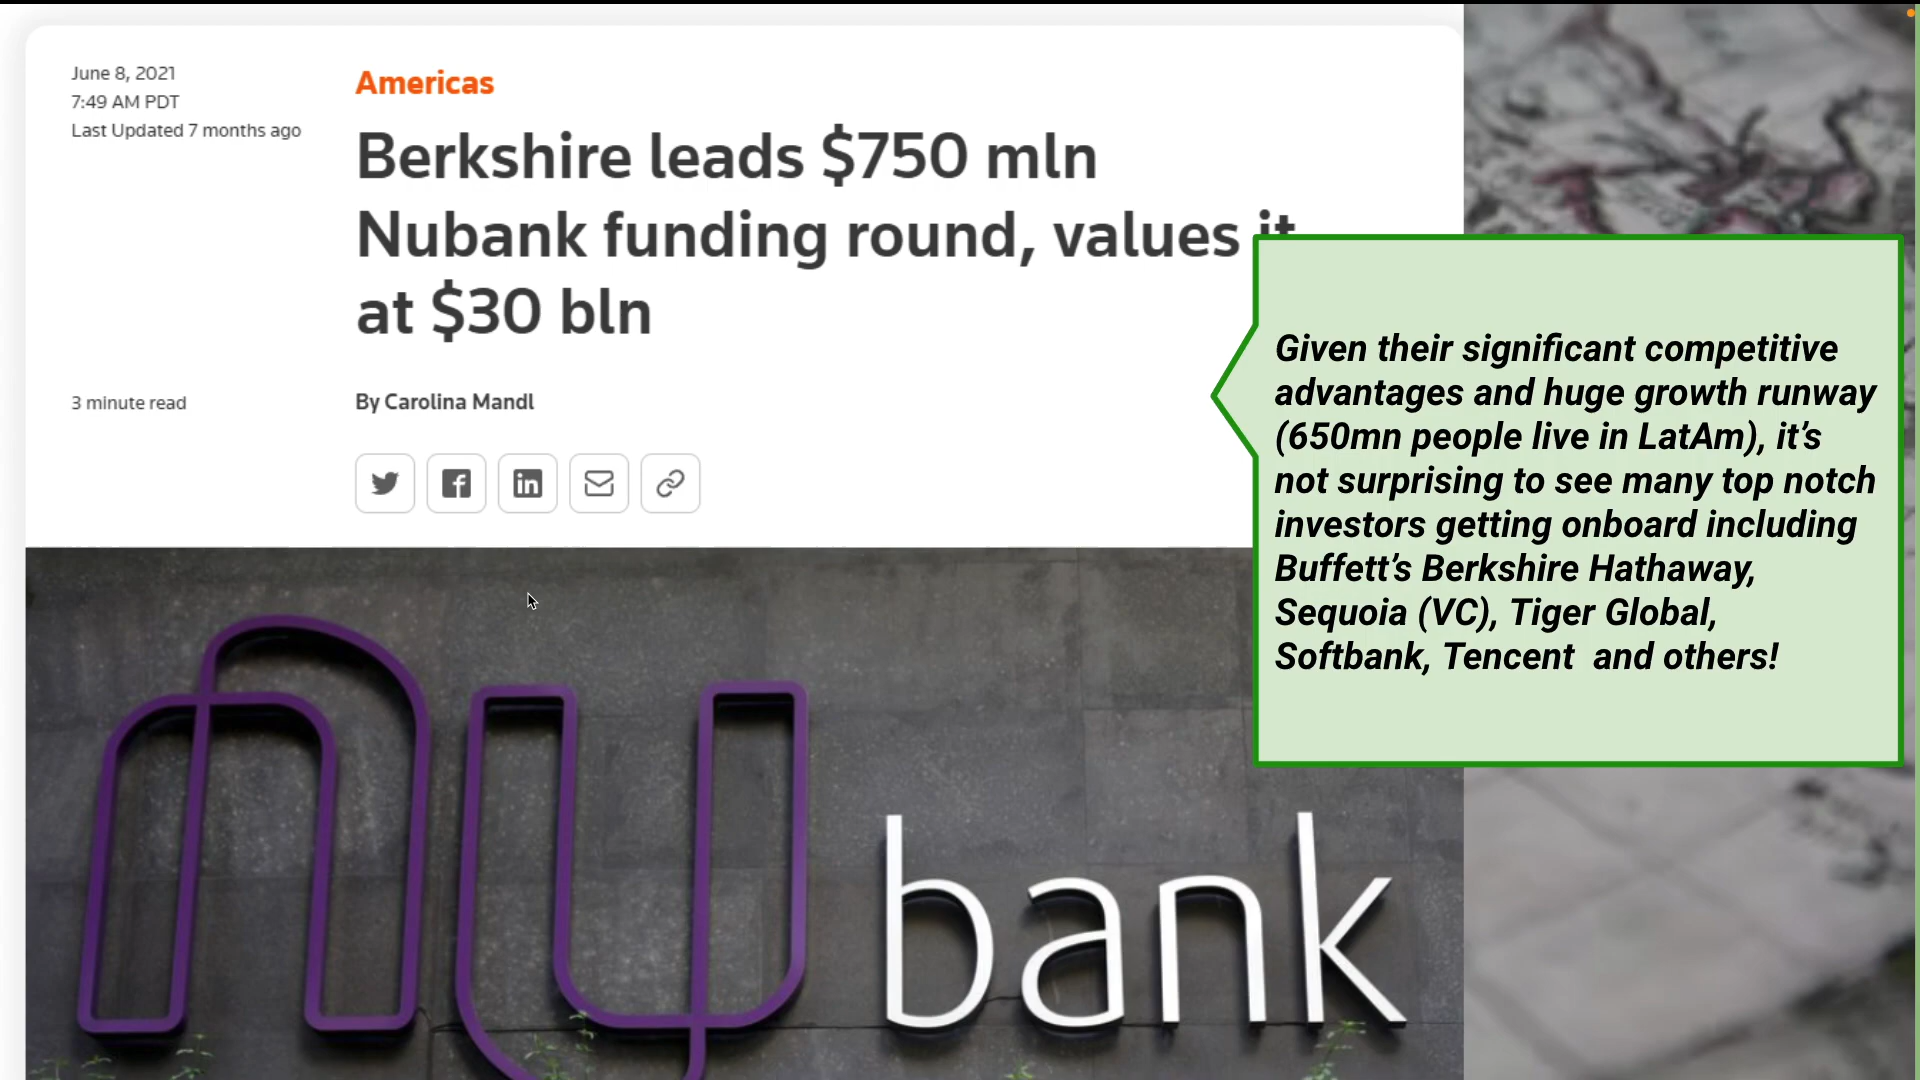 June 8, 2021
7:49 AM PDT
Last Updated 7 months ago
Americas
Berkshire leads $750 mln
Nubank funding round, values it
at $30 bln
3 minute read
By Carolina Mandl
Given their significant competitive
advantages and huge growth runway
(650mn people live in LatAm), it's
not surprising to see many top notch
investors getting onboard including
Buffett's Berkshire Hathaway,
Sequoia (VC), Tiger Global,
Softbank, Tencent  and others!
nu bank